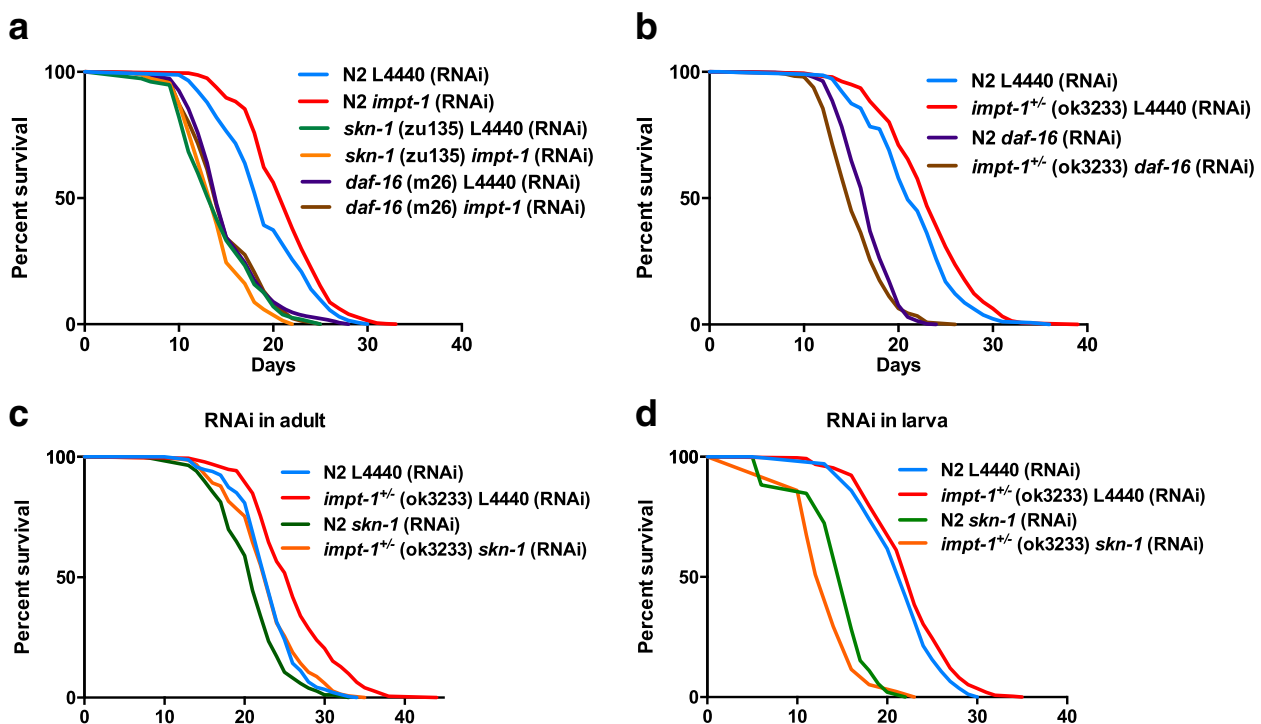 a
100
50
0
Percent survival
0 10 20 30 40
Days
N2 L4440 (RNAi)
N2 impt-1 (RNAi)
skn-1 (zu135) L4440 (RNAi)
skn-1 (zu135) impt-1 (RNAi)
daf-16 (m26) L4440 (RNAi)
daf-16 (m26) impt-1 (RNAi)
b
100
50
0
Percent survival
0 10 20 30 40
Days
N2 L4440 (RNAi)
impt-1+/- (ok3233) L4440 (RNAi)
N2 daf-16 (RNAi)
impt-1+/- (ok3233) daf-16 (RNAi)
c
RNAi in adult
100
50
0
Percent survival
0 10 20 30 40
N2 L4440 (RNAi)
impt-1+/- (ok3233) L4440 (RNAi)
N2 skn-1 (RNAi)
impt-1+/- (ok3233) skn-1 (RNAi)
d
RNAi in larva
100
50
0
Percent survival
0 10 20 30 40
N2 L4440 (RNAi)
impt-1+/- (ok3233) L4440 (RNAi)
N2 skn-1 (RNAi)
impt-1+/- (ok3233) skn-1 (RNAi)